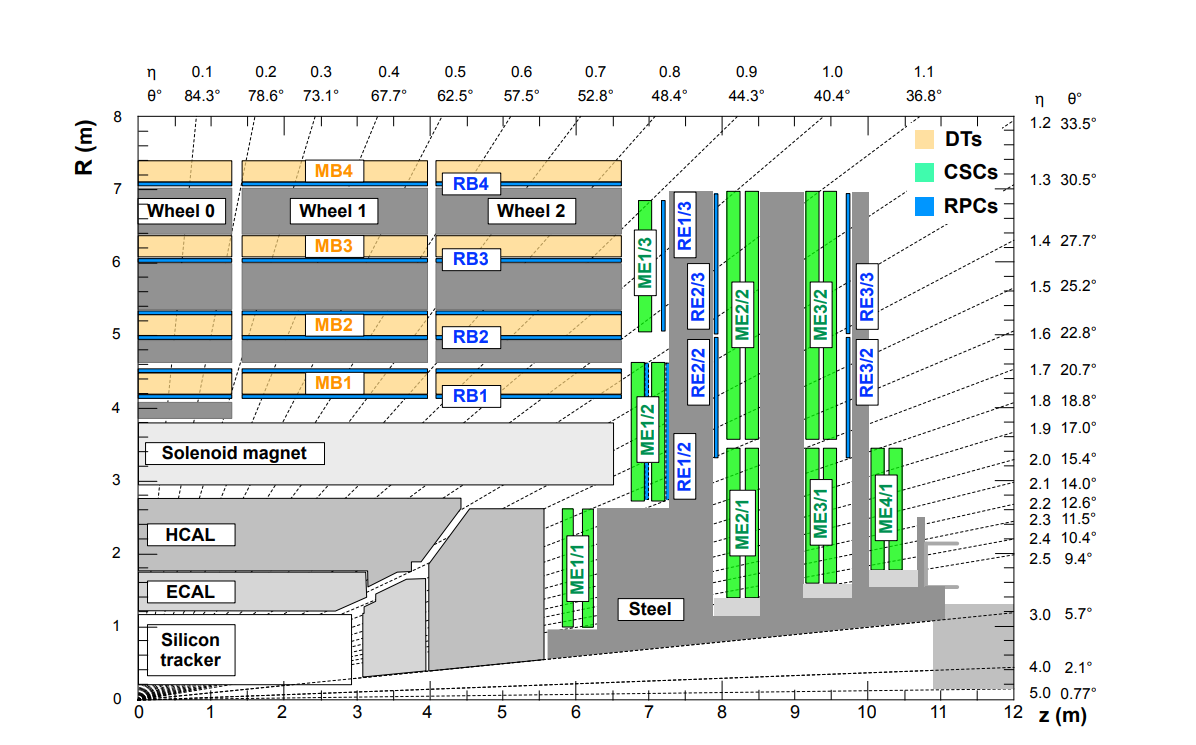 η 0.1 0.2 0.3 0.4 0.5 0.6 0.7 0.8 0.9 1.0 1.1
θ° 84.3° 78.6° 73.1° 67.7° 62.5° 57.5° 52.8° 48.4° 44.3° 40.4° 36.8°
η θ°
1.2 33.5°
1.3 30.5°
1.4 27.7°
1.5 25.2°
1.6 22.8°
1.7 20.7°
1.8 18.8°
1.9 17.0°
2.0 15.4°
2.1 14.0°
2.2 12.6°
2.3 11.5°
2.4 10.4°
2.5 9.4°
3.0 5.7°
4.0 2.1°
5.0 0.77°
R (m)
8
7
6
5
4
3
2
1
0
DTs
CSCs
RPCs
MB4
RB4
Wheel 0 Wheel 1 Wheel 2
MB3
RB3
MB2
RB2
MB1
RB1
Solenoid magnet
HCAL
ECAL
Silicon
tracker
Steel
ME1/3
RE1/3
RE2/3
ME2/2
ME3/2
RE3/3
ME1/2
RE1/2
RE2/2
RE3/2
ME1/1
ME2/1
ME3/1
ME4/1
0 1 2 3 4 5 6 7 8 9 10 11 12
z (m)